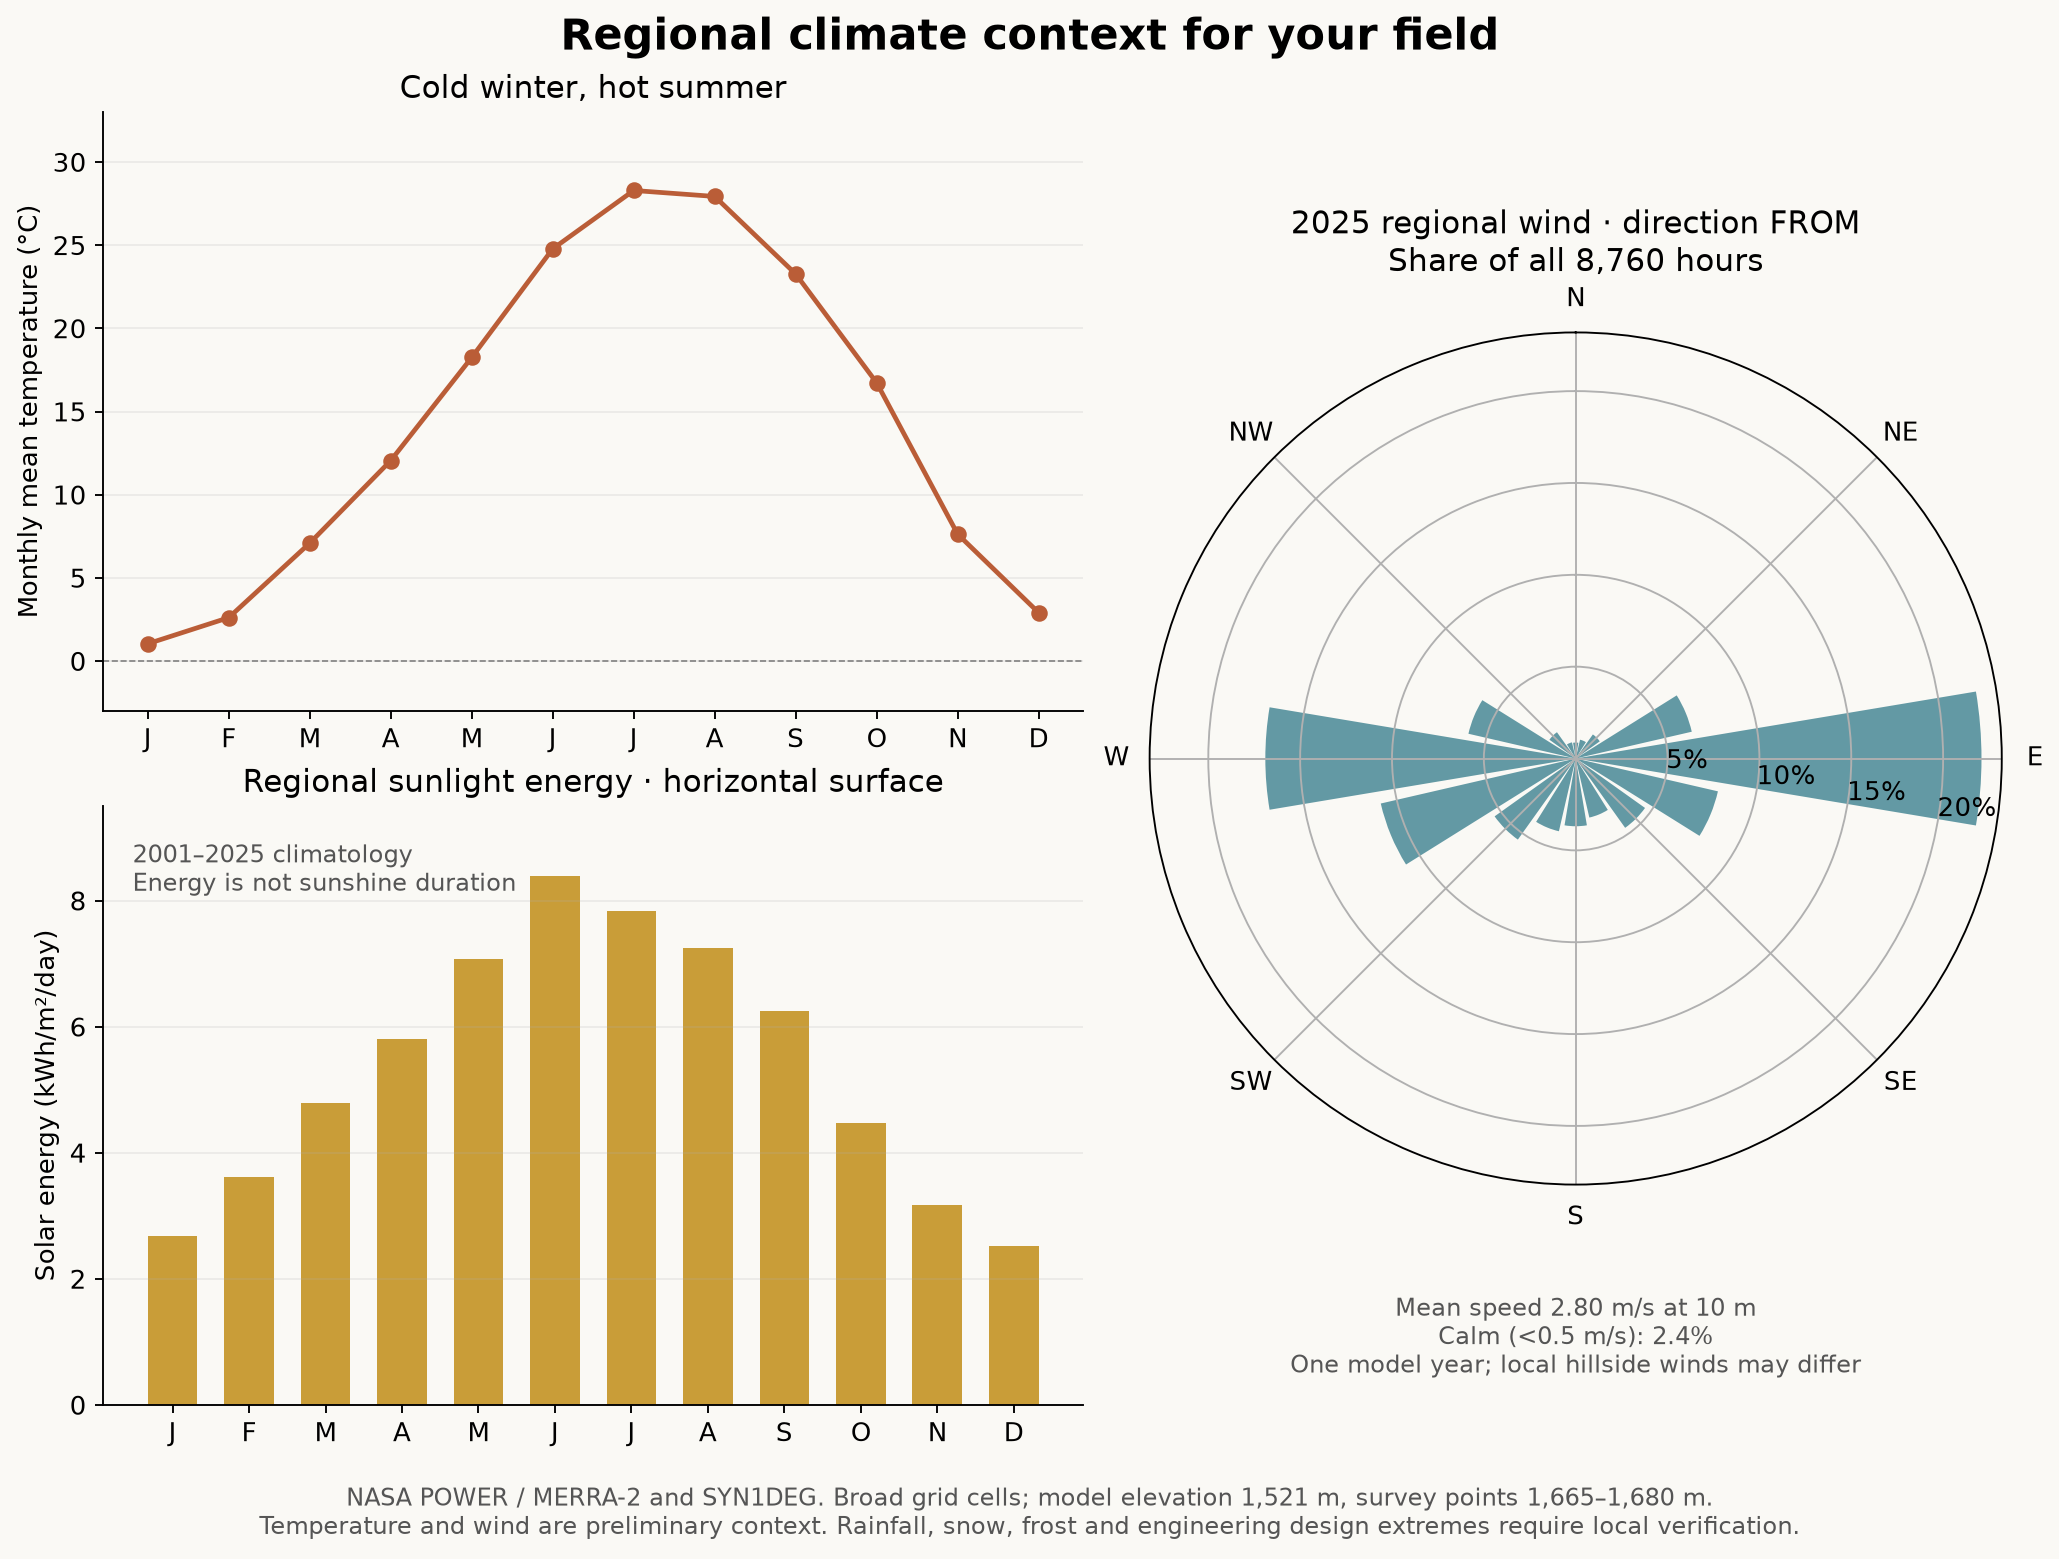 Regional climate context for your field
Cold winter, hot summer
Monthly mean temperature (°C)
30
25
20
15
10
5
0
J F M A M J J A S O N D
Regional sunlight energy · horizontal surface
2001–2025 climatology
Energy is not sunshine duration
Solar energy (kWh/m²/day)
8
6
4
2
0
J F M A M J J A S O N D
2025 regional wind · direction FROM
Share of all 8,760 hours
N
NW NE
W E
5%
10%
15%
20%
SW SE
S
Mean speed 2.80 m/s at 10 m
Calm (<0.5 m/s): 2.4%
One model year; local hillside winds may differ
NASA POWER / MERRA-2 and SYN1DEG. Broad grid cells; model elevation 1,521 m, survey points 1,665–1,680 m.
Temperature and wind are preliminary context. Rainfall, snow, frost and engineering design extremes require local verification.